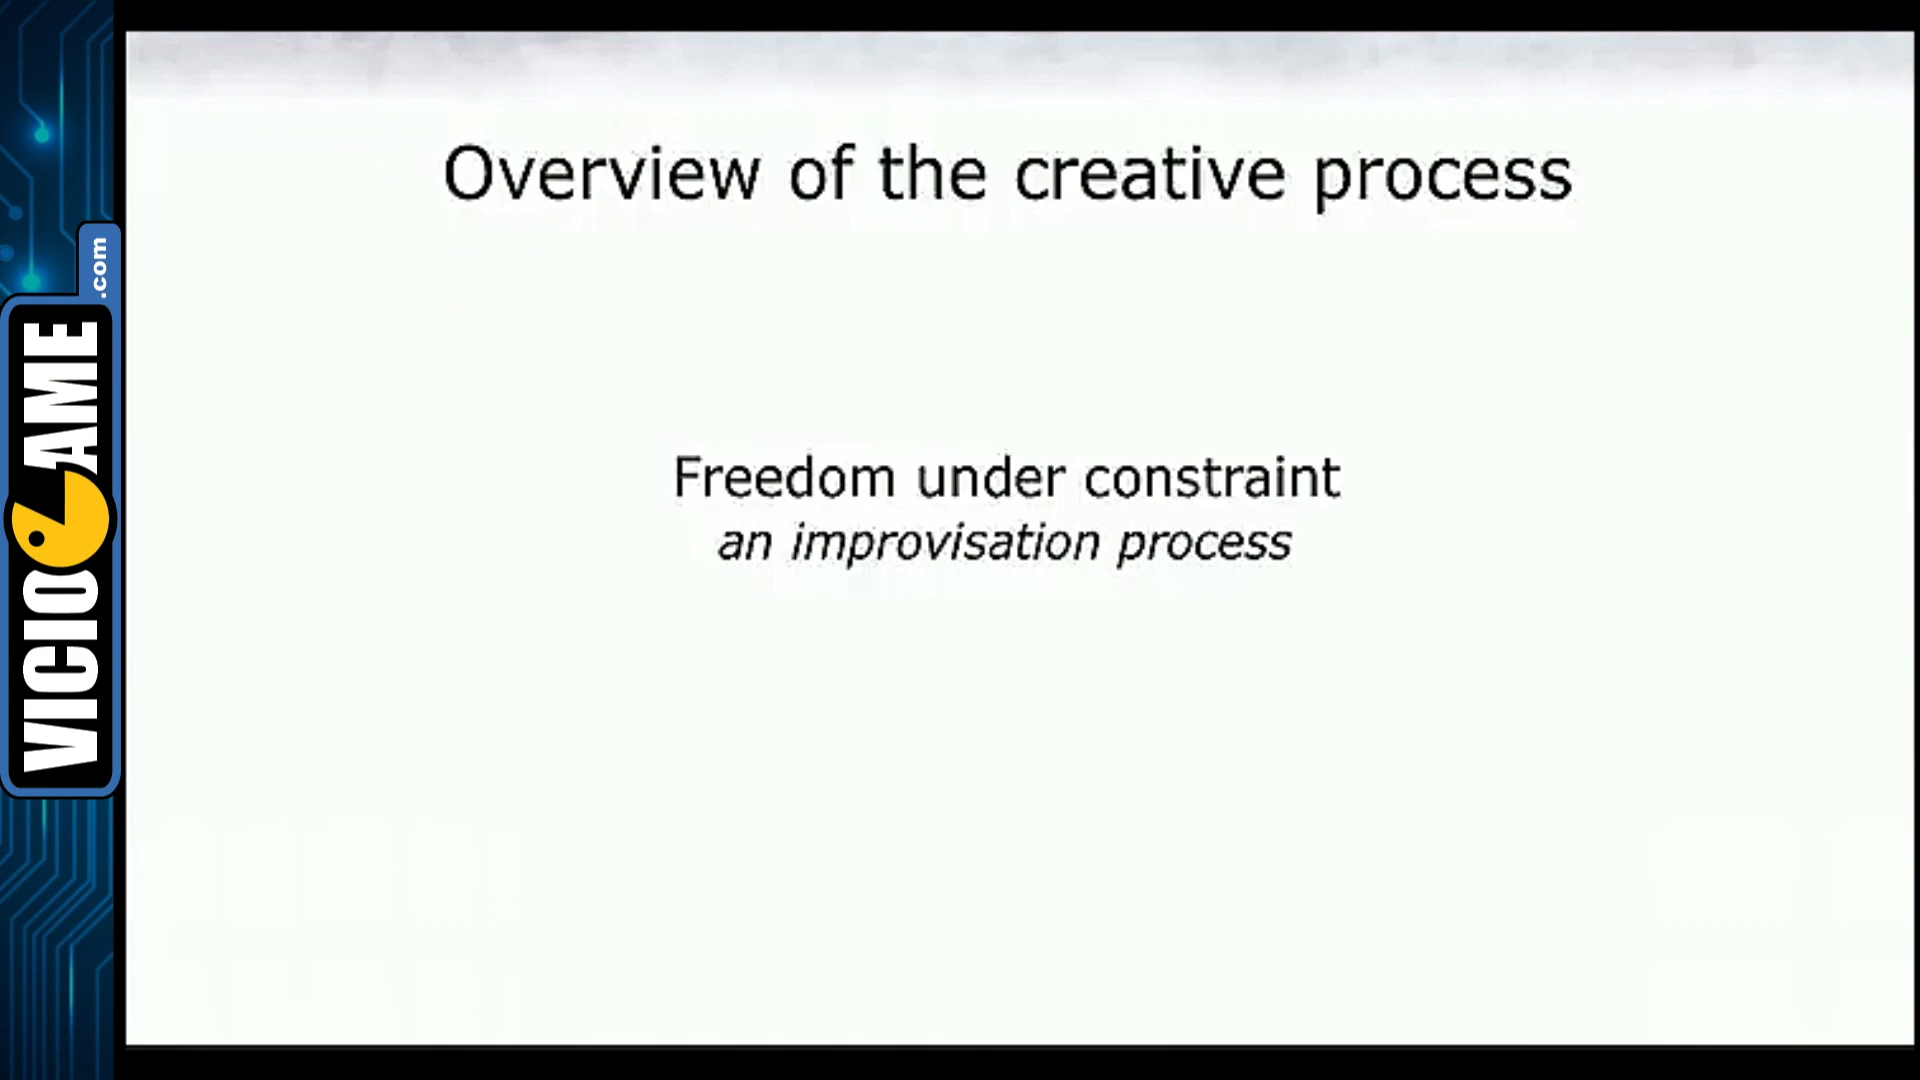 Overview of the creative process
Freedom under constraint
an improvisation process
VICIOGAME
.com